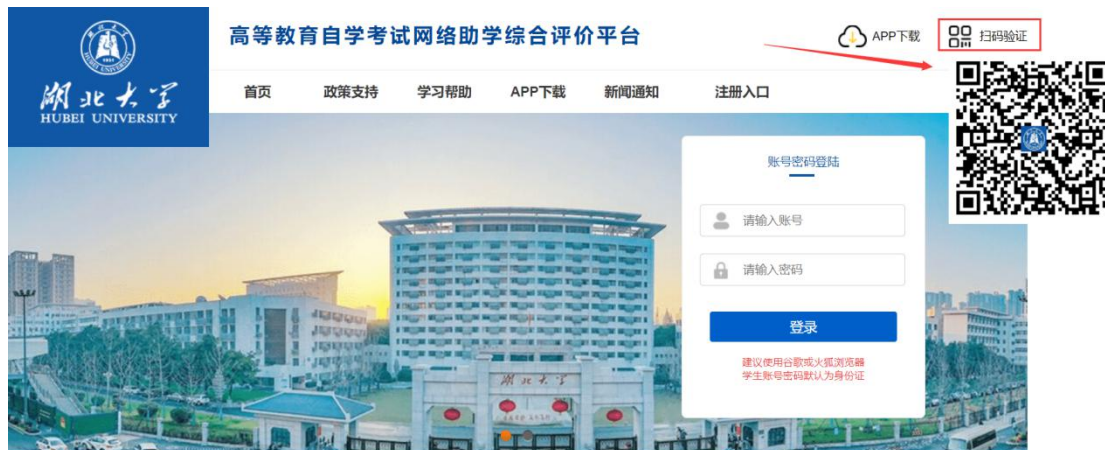 高等教育自学考试网络助学综合评价平台
APP下载
扫码验证
湖北大学
HUBEI UNIVERSITY
首页
政策支持
学习帮助
APP下载
新闻通知
注册入口
账号密码登陆
请输入账号
请输入密码
登录
建议使用谷歌或火狐浏览器
学生账号密码默认为身份证
湖北大学